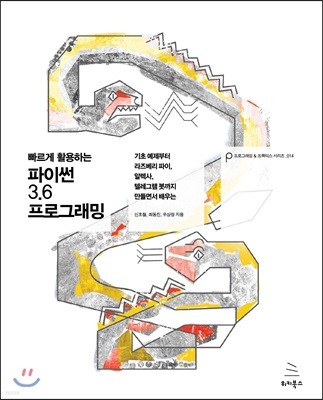 빠르게 활용하는
파이썬
3.6
프로그래밍
기초 예제부터
라즈베리 파이,
알렉사,
텔레그램 봇까지
만들면서 배우는
신호철, 최동진, 우상정 지음
프로그래밍 & 프랙티스 시리즈_014
위키북스